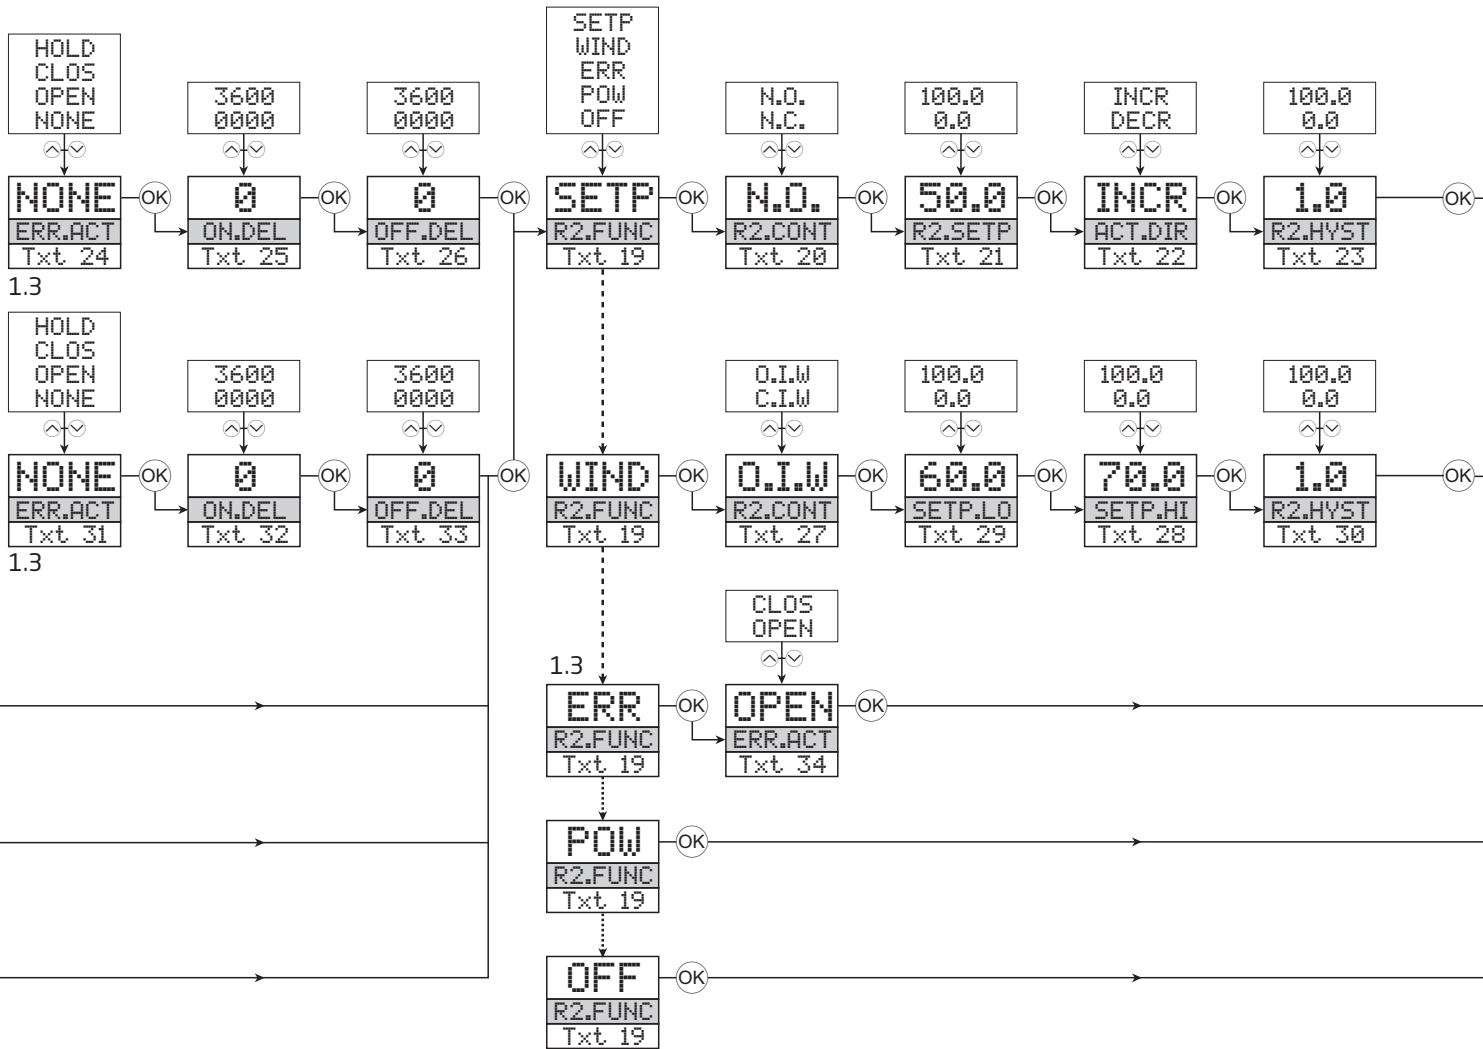 HOLD
CLOS
OPEN
NONE
3600
0000
3600
0000
SETP
WIND
ERR
POW
OFF
N.O.
N.C.
100.0
0.0
INCR
DECR
100.0
0.0
NONE
ERR.ACT
Txt 24
1.3
OK
0
ON.DEL
Txt 25
OK
0
OFF.DEL
Txt 26
OK
SETP
R2.FUNC
Txt 19
OK
N.O.
R2.CONT
Txt 20
OK
50.0
R2.SETP
Txt 21
OK
INCR
ACT.DIR
Txt 22
OK
1.0
R2.HYST
Txt 23
OK
HOLD
CLOS
OPEN
NONE
3600
0000
3600
0000
O.I.W
C.I.W
100.0
0.0
100.0
0.0
100.0
0.0
NONE
ERR.ACT
Txt 31
1.3
OK
0
ON.DEL
Txt 32
OK
0
OFF.DEL
Txt 33
OK
WIND
R2.FUNC
Txt 19
OK
O.I.W
R2.CONT
Txt 27
OK
60.0
SETP.LO
Txt 29
OK
70.0
SETP.HI
Txt 28
OK
1.0
R2.HYST
Txt 30
OK
CLOS
OPEN
1.3
ERR
R2.FUNC
Txt 19
OK
OPEN
ERR.ACT
Txt 34
OK
POW
R2.FUNC
Txt 19
OK
OFF
R2.FUNC
Txt 19
OK